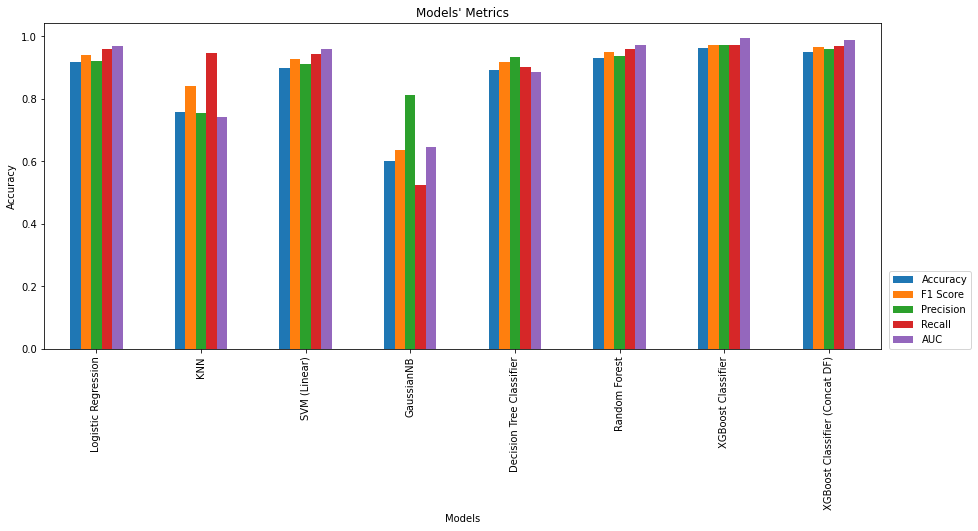 Models' Metrics
Accuracy
1.0
0.8
0.6
0.4
0.2
0.0
Logistic Regression
KNN
SVM (Linear)
GaussianNB
Decision Tree Classifier
Random Forest
XGBoost Classifier
XGBoost Classifier (Concat DF)
Models
Accuracy
F1 Score
Precision
Recall
AUC